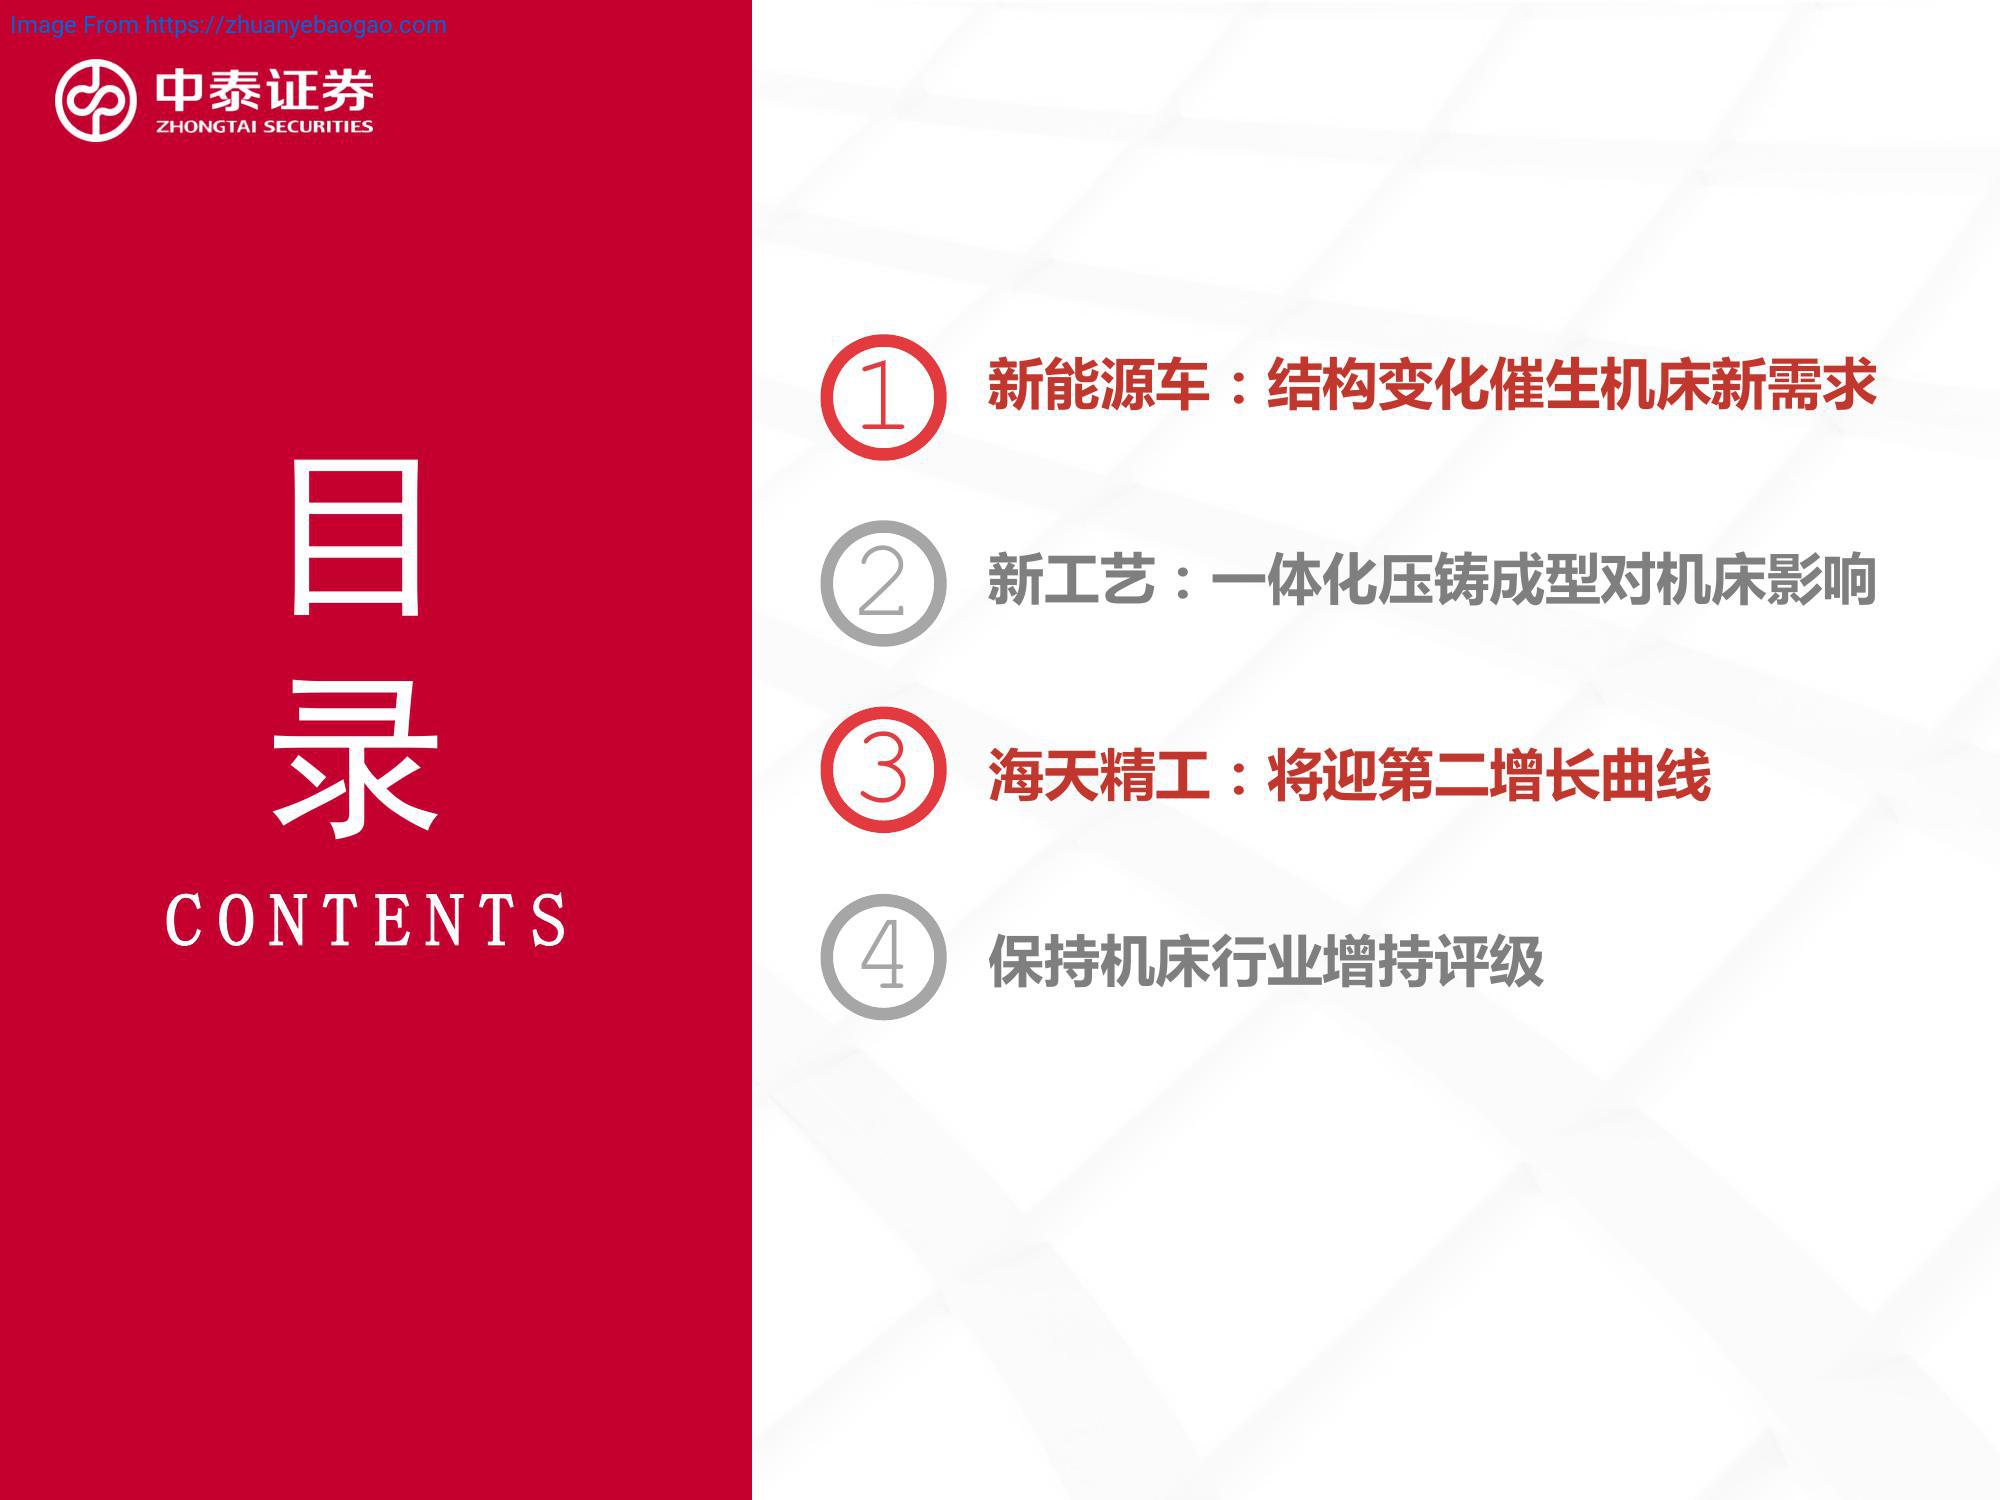 Image From https://zhuanyebaogao.com
中泰证券
ZHONGTAI SECURITIES
目
录
CONTENTS
1 新能源车：结构变化催生机床新需求
2 新工艺：一体化压铸成型对机床影响
3 海天精工：将迎第二增长曲线
4 保持机床行业增持评级